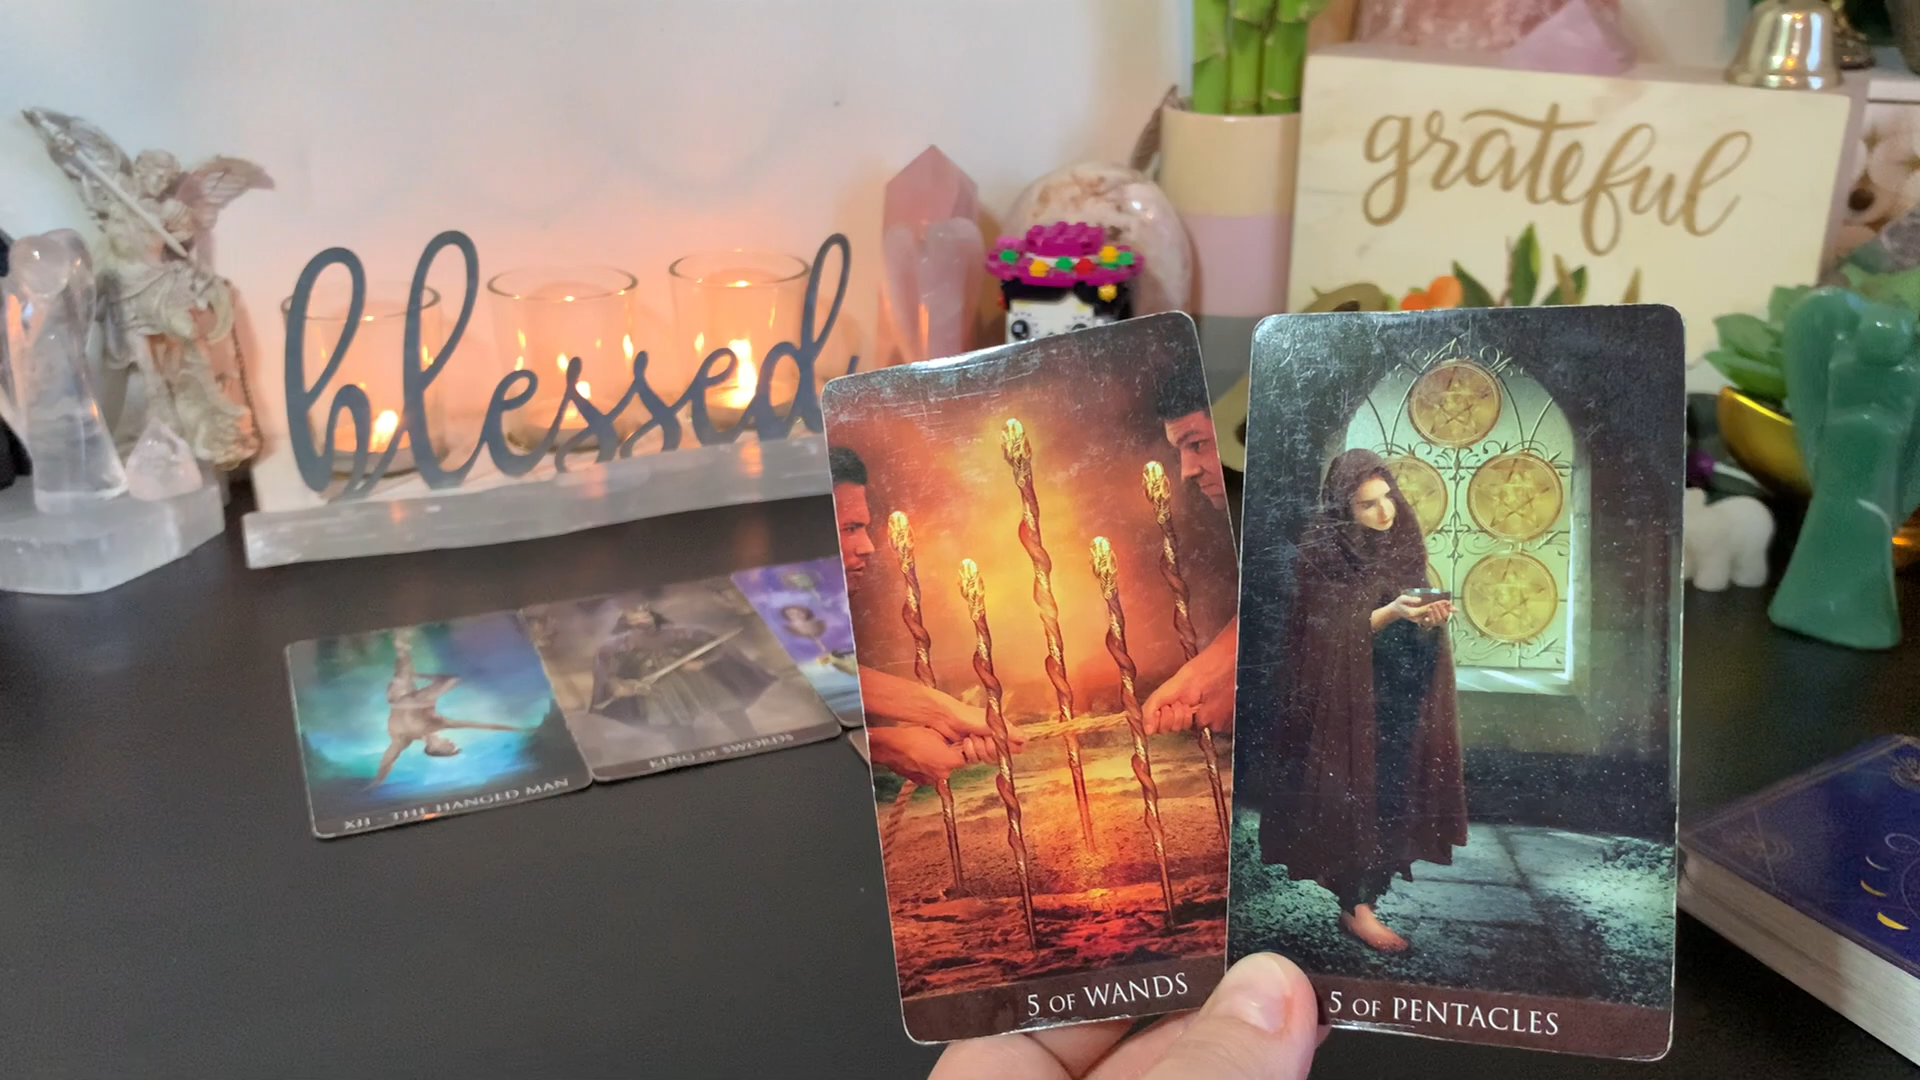 blessed
grateful
XII - THE HANGED MAN
KING OF SWORDS
5 OF WANDS
5 OF PENTACLES